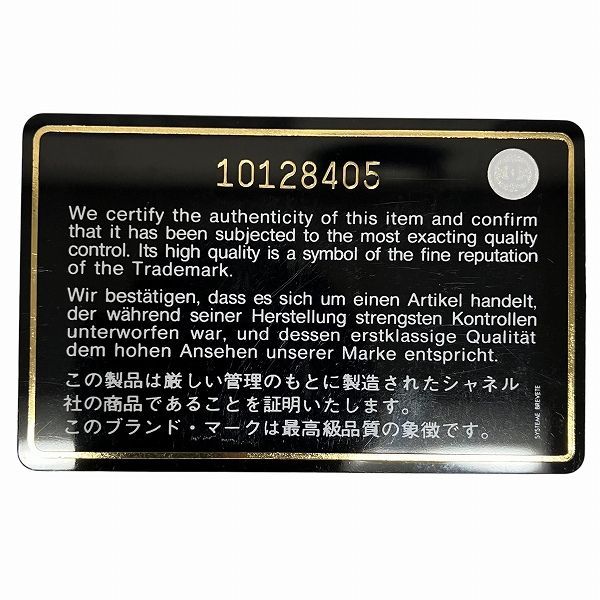 10128405
We certify the authenticity of this item and confirm
that it has been subjected to the most exacting quality
control. Its high quality is a symbol of the fine reputation
of the Trademark.
Wir bestätigen, dass es sich um einen Artikel handelt,
der während seiner Herstellung strengsten Kontrollen
unterworfen war, und dessen erstklassige Qualität
dem hohen Ansehen unserer Marke entspricht.
この製品は厳しい管理のもとに製造されたシャネル
社の商品であることを証明いたします。
このブランド・マークは最高級品質の象徴です。
SYSTEME BREVETE